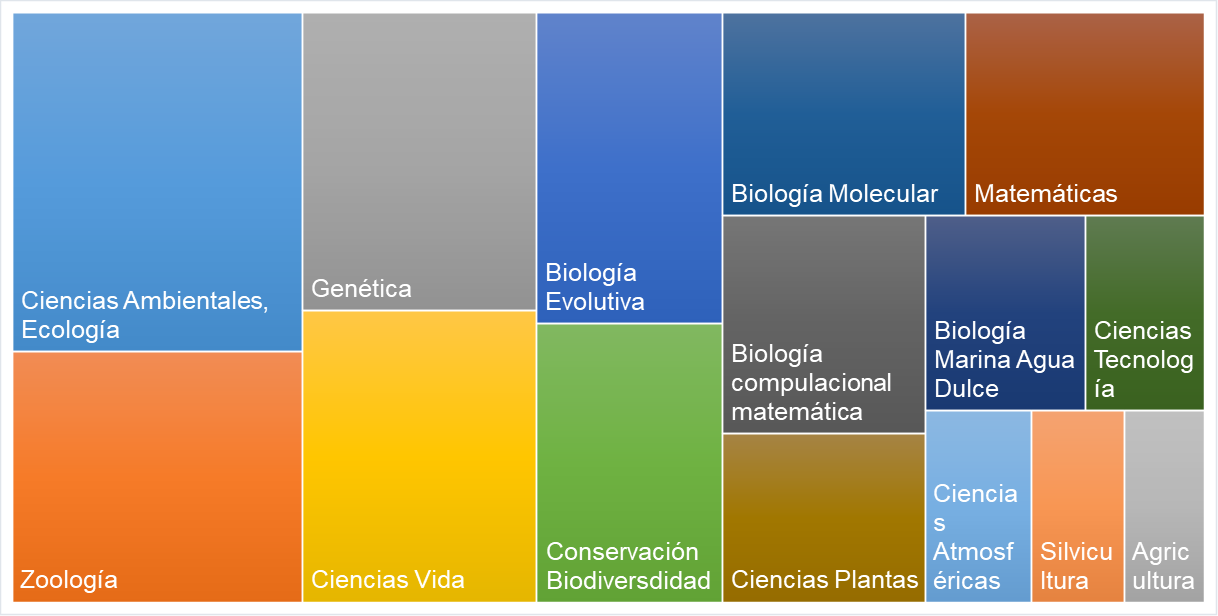 Ciencias Ambientales,
Ecología
Zoología
Genética
Ciencias Vida
Biología
Evolutiva
Conservación
Biodiversdidad
Biología Molecular
Matemáticas
Biología
compulacional
matemática
Biología
Marina Agua
Dulce
Ciencias
Tecnolog
ía
Ciencias Plantas
Ciencia
s
Atmosf
éricas
Silvicu
ltura
Agric
ultura